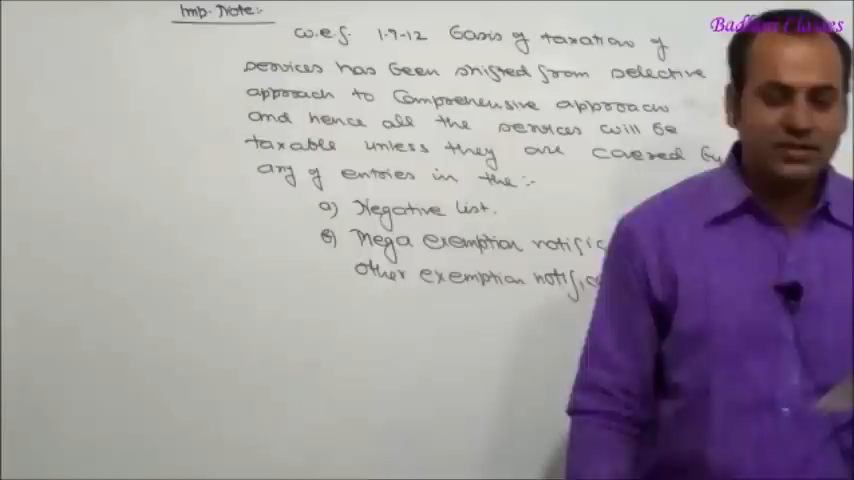 Imp. Note:-
Badlani Classes
w.e.f. 1-7-12 basis of taxation of
services has been shifted from selective
approach to Comprehensive approach
and hence all the services will be
taxable unless they are covered by
any of entries in the :-
a) Negative list.
b) Mega exemption
other exemption